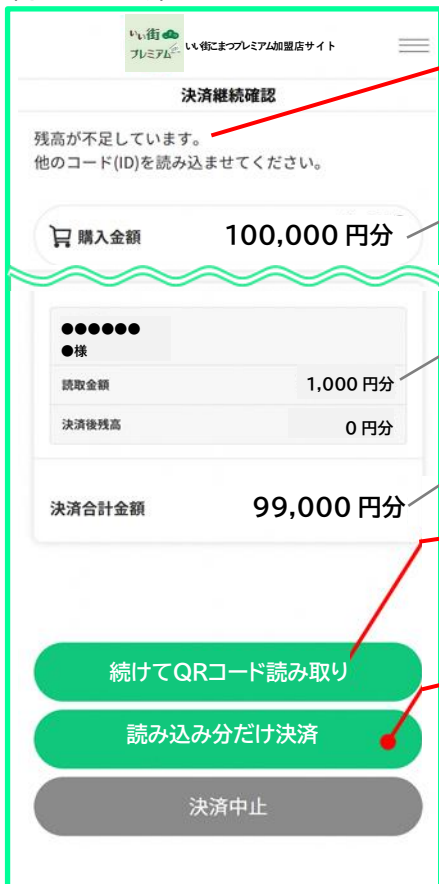 いい街
プレミアム
いい街こまつプレミアム加盟店サイト
決済継続確認
残高が不足しています。
他のコード(ID)を読み込ませてください。
購入金額 100,000 円分
●●●●●●
●様
読取金額 1,000 円分
決済後残高 0 円分
決済合計金額 99,000 円分
続けてQRコード読み取り
読み込み分だけ決済
決済中止